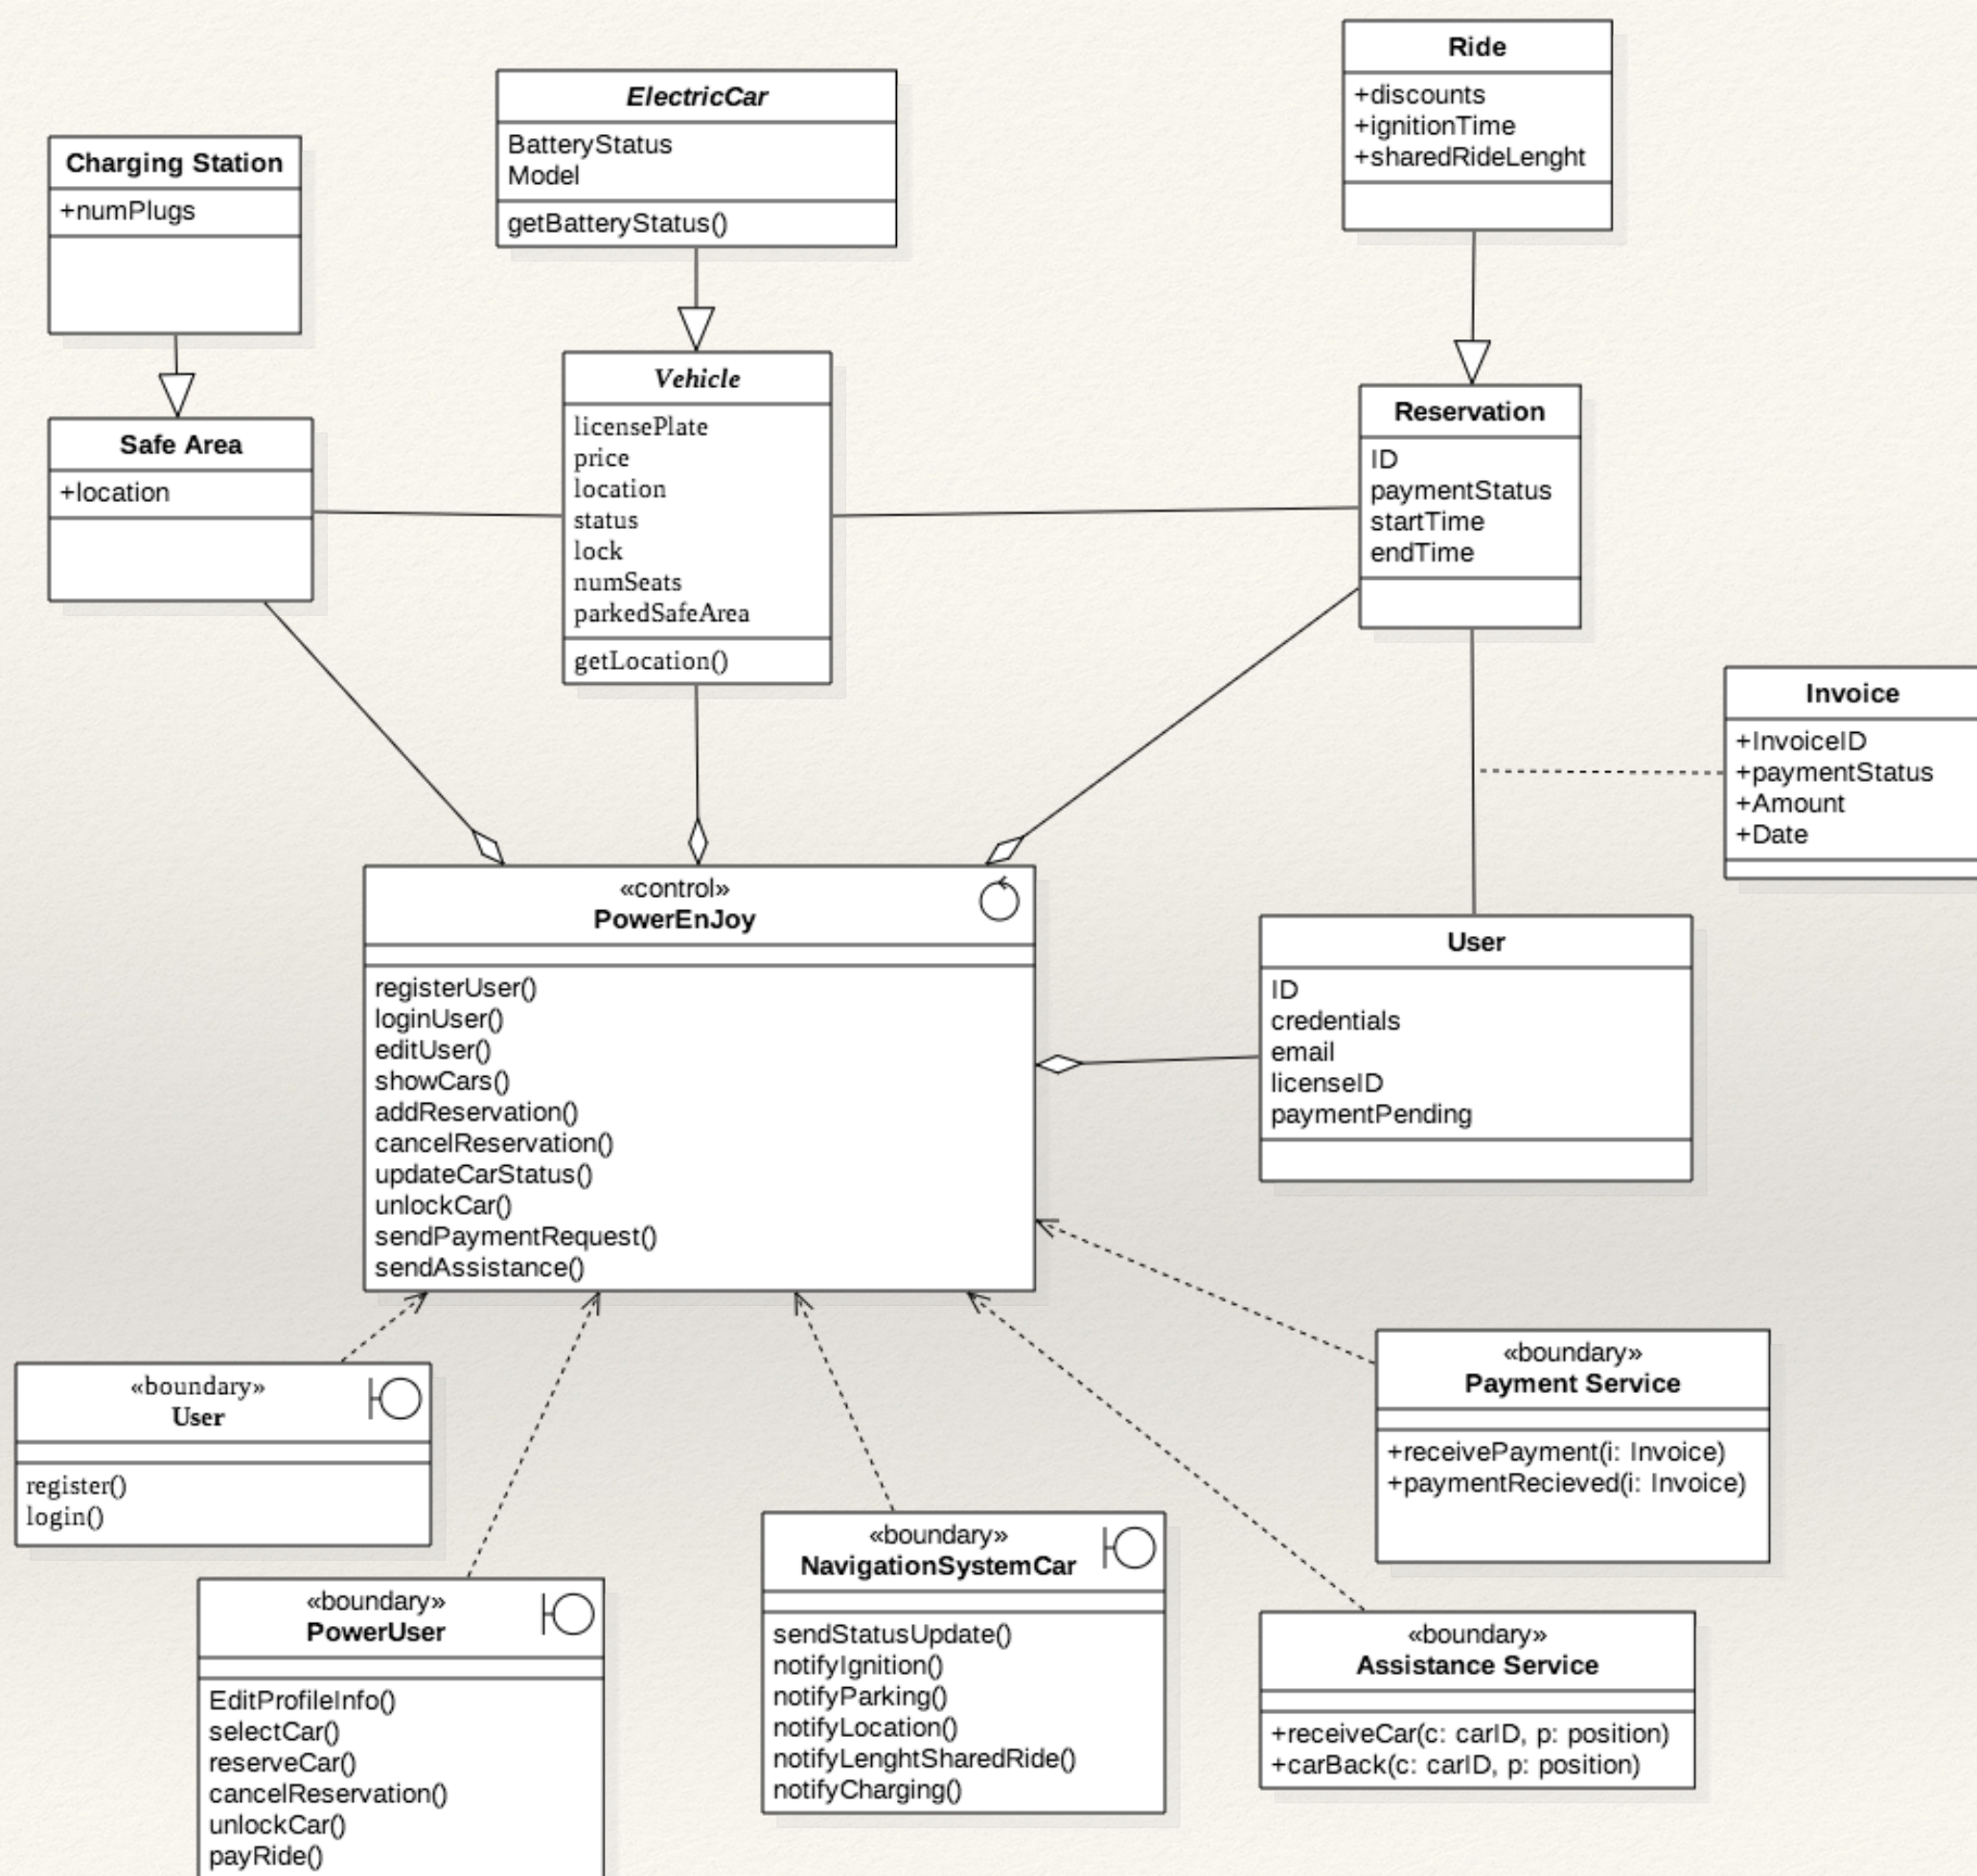 Ride
+discounts
+ignitionTime
+sharedRideLenght
ElectricCar
BatteryStatus
Model
getBatteryStatus()
Charging Station
+numPlugs
Vehicle
licensePlate
price
location
status
lock
numSeats
parkedSafeArea
getLocation()
Reservation
ID
paymentStatus
startTime
endTime
Safe Area
+location
Invoice
+InvoiceID
+paymentStatus
+Amount
+Date
«control»
PowerEnJoy
registerUser()
loginUser()
editUser()
showCars()
addReservation()
cancelReservation()
updateCarStatus()
unlockCar()
sendPaymentRequest()
sendAssistance()
User
ID
credentials
email
licenseID
paymentPending
«boundary»
User
register()
login()
«boundary»
Payment Service
+receivePayment(i: Invoice)
+paymentRecieved(i: Invoice)
«boundary»
PowerUser
EditProfileInfo()
selectCar()
reserveCar()
cancelReservation()
unlockCar()
payRide()
«boundary»
NavigationSystemCar
sendStatusUpdate()
notifyIgnition()
notifyParking()
notifyLocation()
notifyLenghtSharedRide()
notifyCharging()
«boundary»
Assistance Service
+receiveCar(c: carID, p: position)
+carBack(c: carID, p: position)